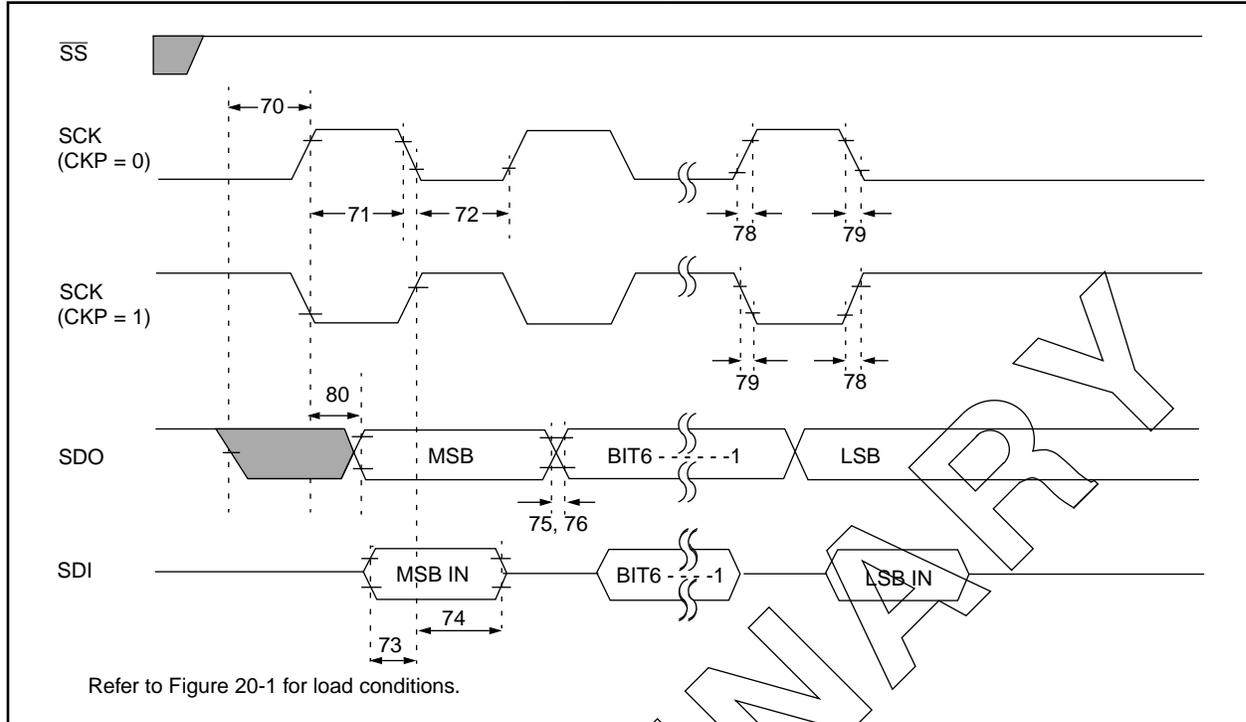 SS
70
SCK
(CKP = 0)
71
72
78
79
SCK
(CKP = 1)
79
78
80
SDO
MSB
BIT6 - - - - - -1
LSB
75, 76
SDI
MSB IN
BIT6 - - - - -1
LSB IN
74
73
Refer to Figure 20-1 for load conditions.
N A R Y